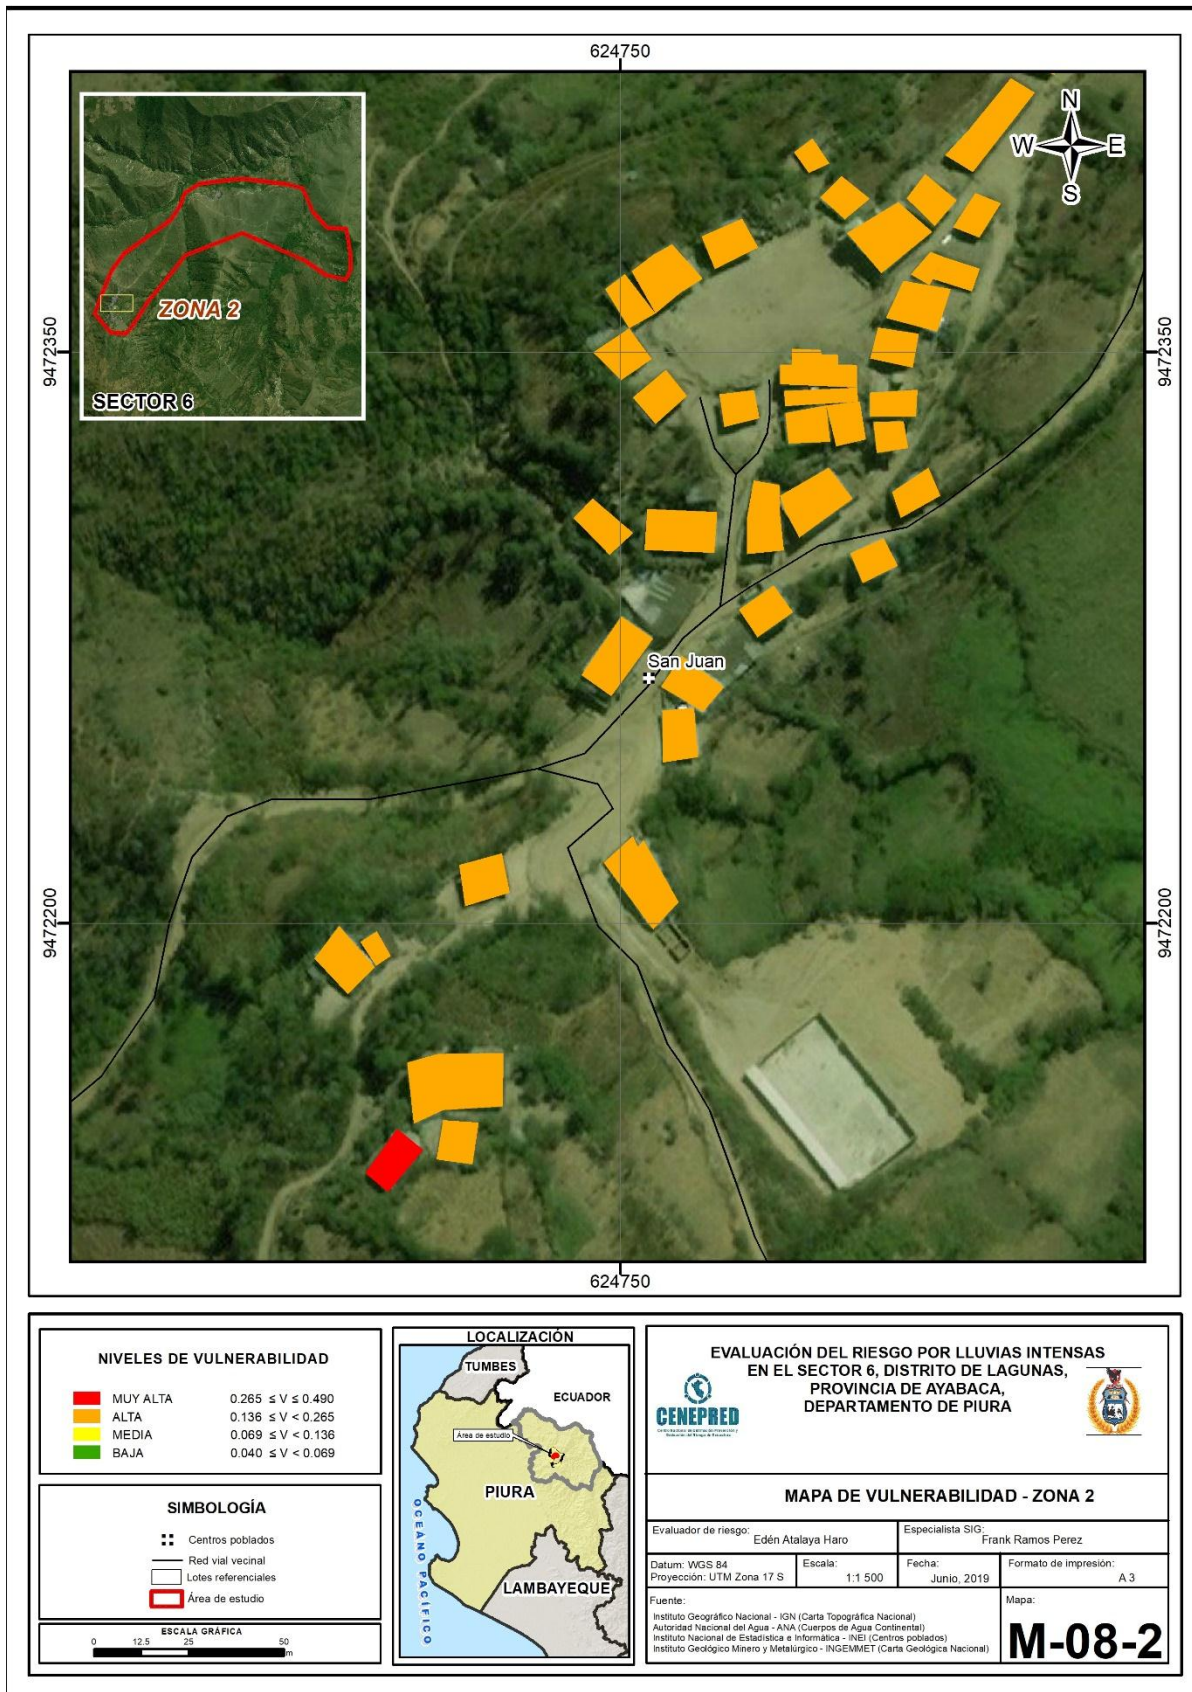 624750
N
W
E
S
ZONA 2
SECTOR 6
9472350
9472350
San Juan
9472200
9472200
624750
NIVELES DE VULNERABILIDAD
MUY ALTA 0.265 ≤ V ≤ 0.490
ALTA 0.136 ≤ V < 0.265
MEDIA 0.069 ≤ V < 0.136
BAJA 0.040 ≤ V < 0.069
SIMBOLOGÍA
Centros poblados
Red vial vecinal
Lotes referenciales
Área de estudio
ESCALA GRÁFICA
0 12.5 25 50
m
LOCALIZACIÓN
TUMBES
ECUADOR
Área de estudio
PIURA
OCEÁNO PACÍFICO
LAMBAYEQUE
EVALUACIÓN DEL RIESGO POR LLUVIAS INTENSAS
EN EL SECTOR 6, DISTRITO DE LAGUNAS,
PROVINCIA DE AYABACA,
DEPARTAMENTO DE PIURA
CENEPRED
MAPA DE VULNERABILIDAD - ZONA 2
Evaluador de riesgo:
Edén Atalaya Haro
Especialista SIG:
Frank Ramos Perez
Datum: WGS 84
Proyección: UTM Zona 17 S
Escala:
1:1 500
Fecha:
Junio, 2019
Formato de impresión:
A 3
Fuente:
Instituto Geográfico Nacional - IGN (Carta Topográfica Nacional)
Autoridad Nacional del Agua - ANA (Cuerpos de Agua Continental)
Instituto Nacional de Estadística e Informática - INEI (Centros poblados)
Instituto Geológico Minero y Metalúrgico - INGEMMET (Carta Geológica Nacional)
Mapa:
M-08-2